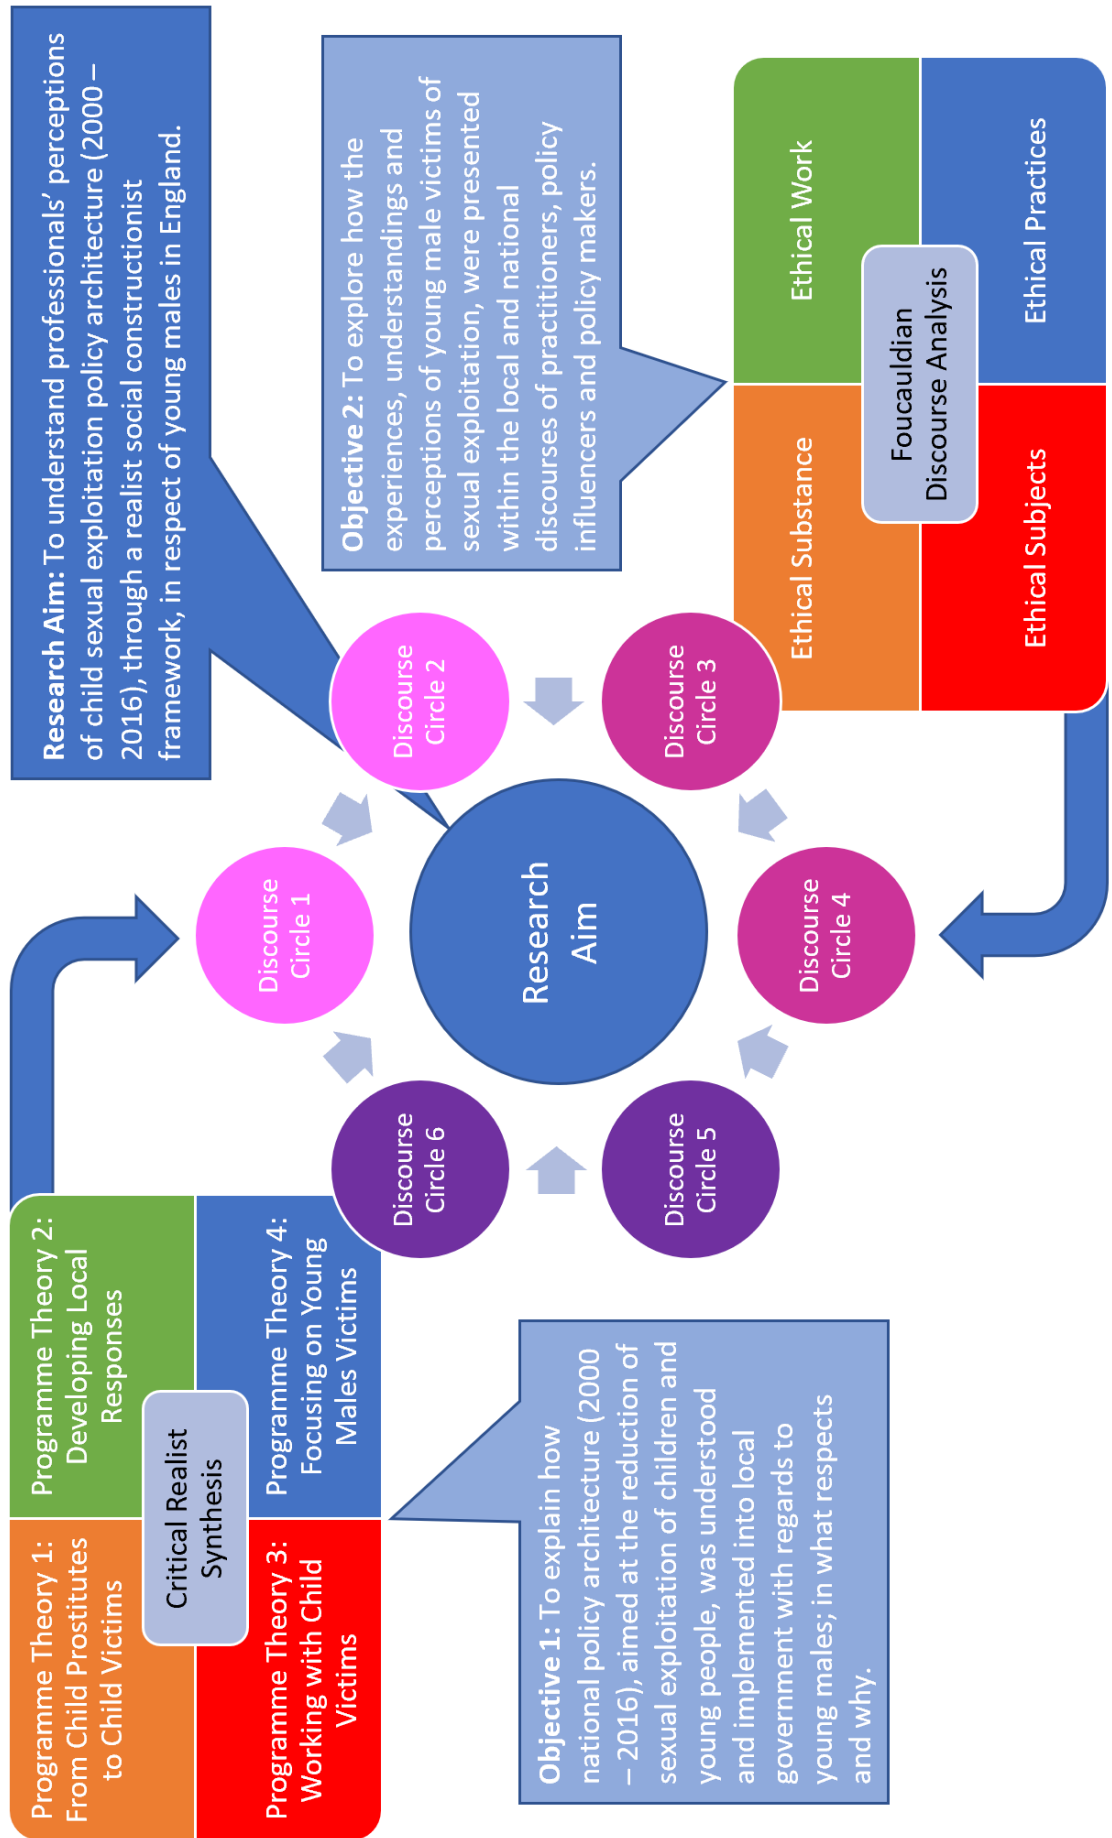 Programme Theory 1:
From Child Prostitutes
to Child Victims
Programme Theory 2:
Developing Local
Responses
Critical Realist
Synthesis
Programme Theory 3:
Working with Child
Victims
Programme Theory 4:
Focusing on Young
Males Victims
Research Aim: To understand professionals’ perceptions
of child sexual exploitation policy architecture (2000 –
2016), through a realist social constructionist
framework, in respect of young males in England.
Discourse
Circle 1
Discourse
Circle 2
Discourse
Circle 3
Discourse
Circle 4
Discourse
Circle 5
Discourse
Circle 6
Research
Aim
Objective 2: To explore how the
experiences, understandings and
perceptions of young male victims of
sexual exploitation, were presented
within the local and national
discourses of practitioners, policy
influencers and policy makers.
Objective 1: To explain how
national policy architecture (2000
– 2016), aimed at the reduction of
sexual exploitation of children and
young people, was understood
and implemented into local
government with regards to
young males; in what respects
and why.
Ethical Substance
Ethical Work
Foucauldian
Discourse Analysis
Ethical Subjects
Ethical Practices